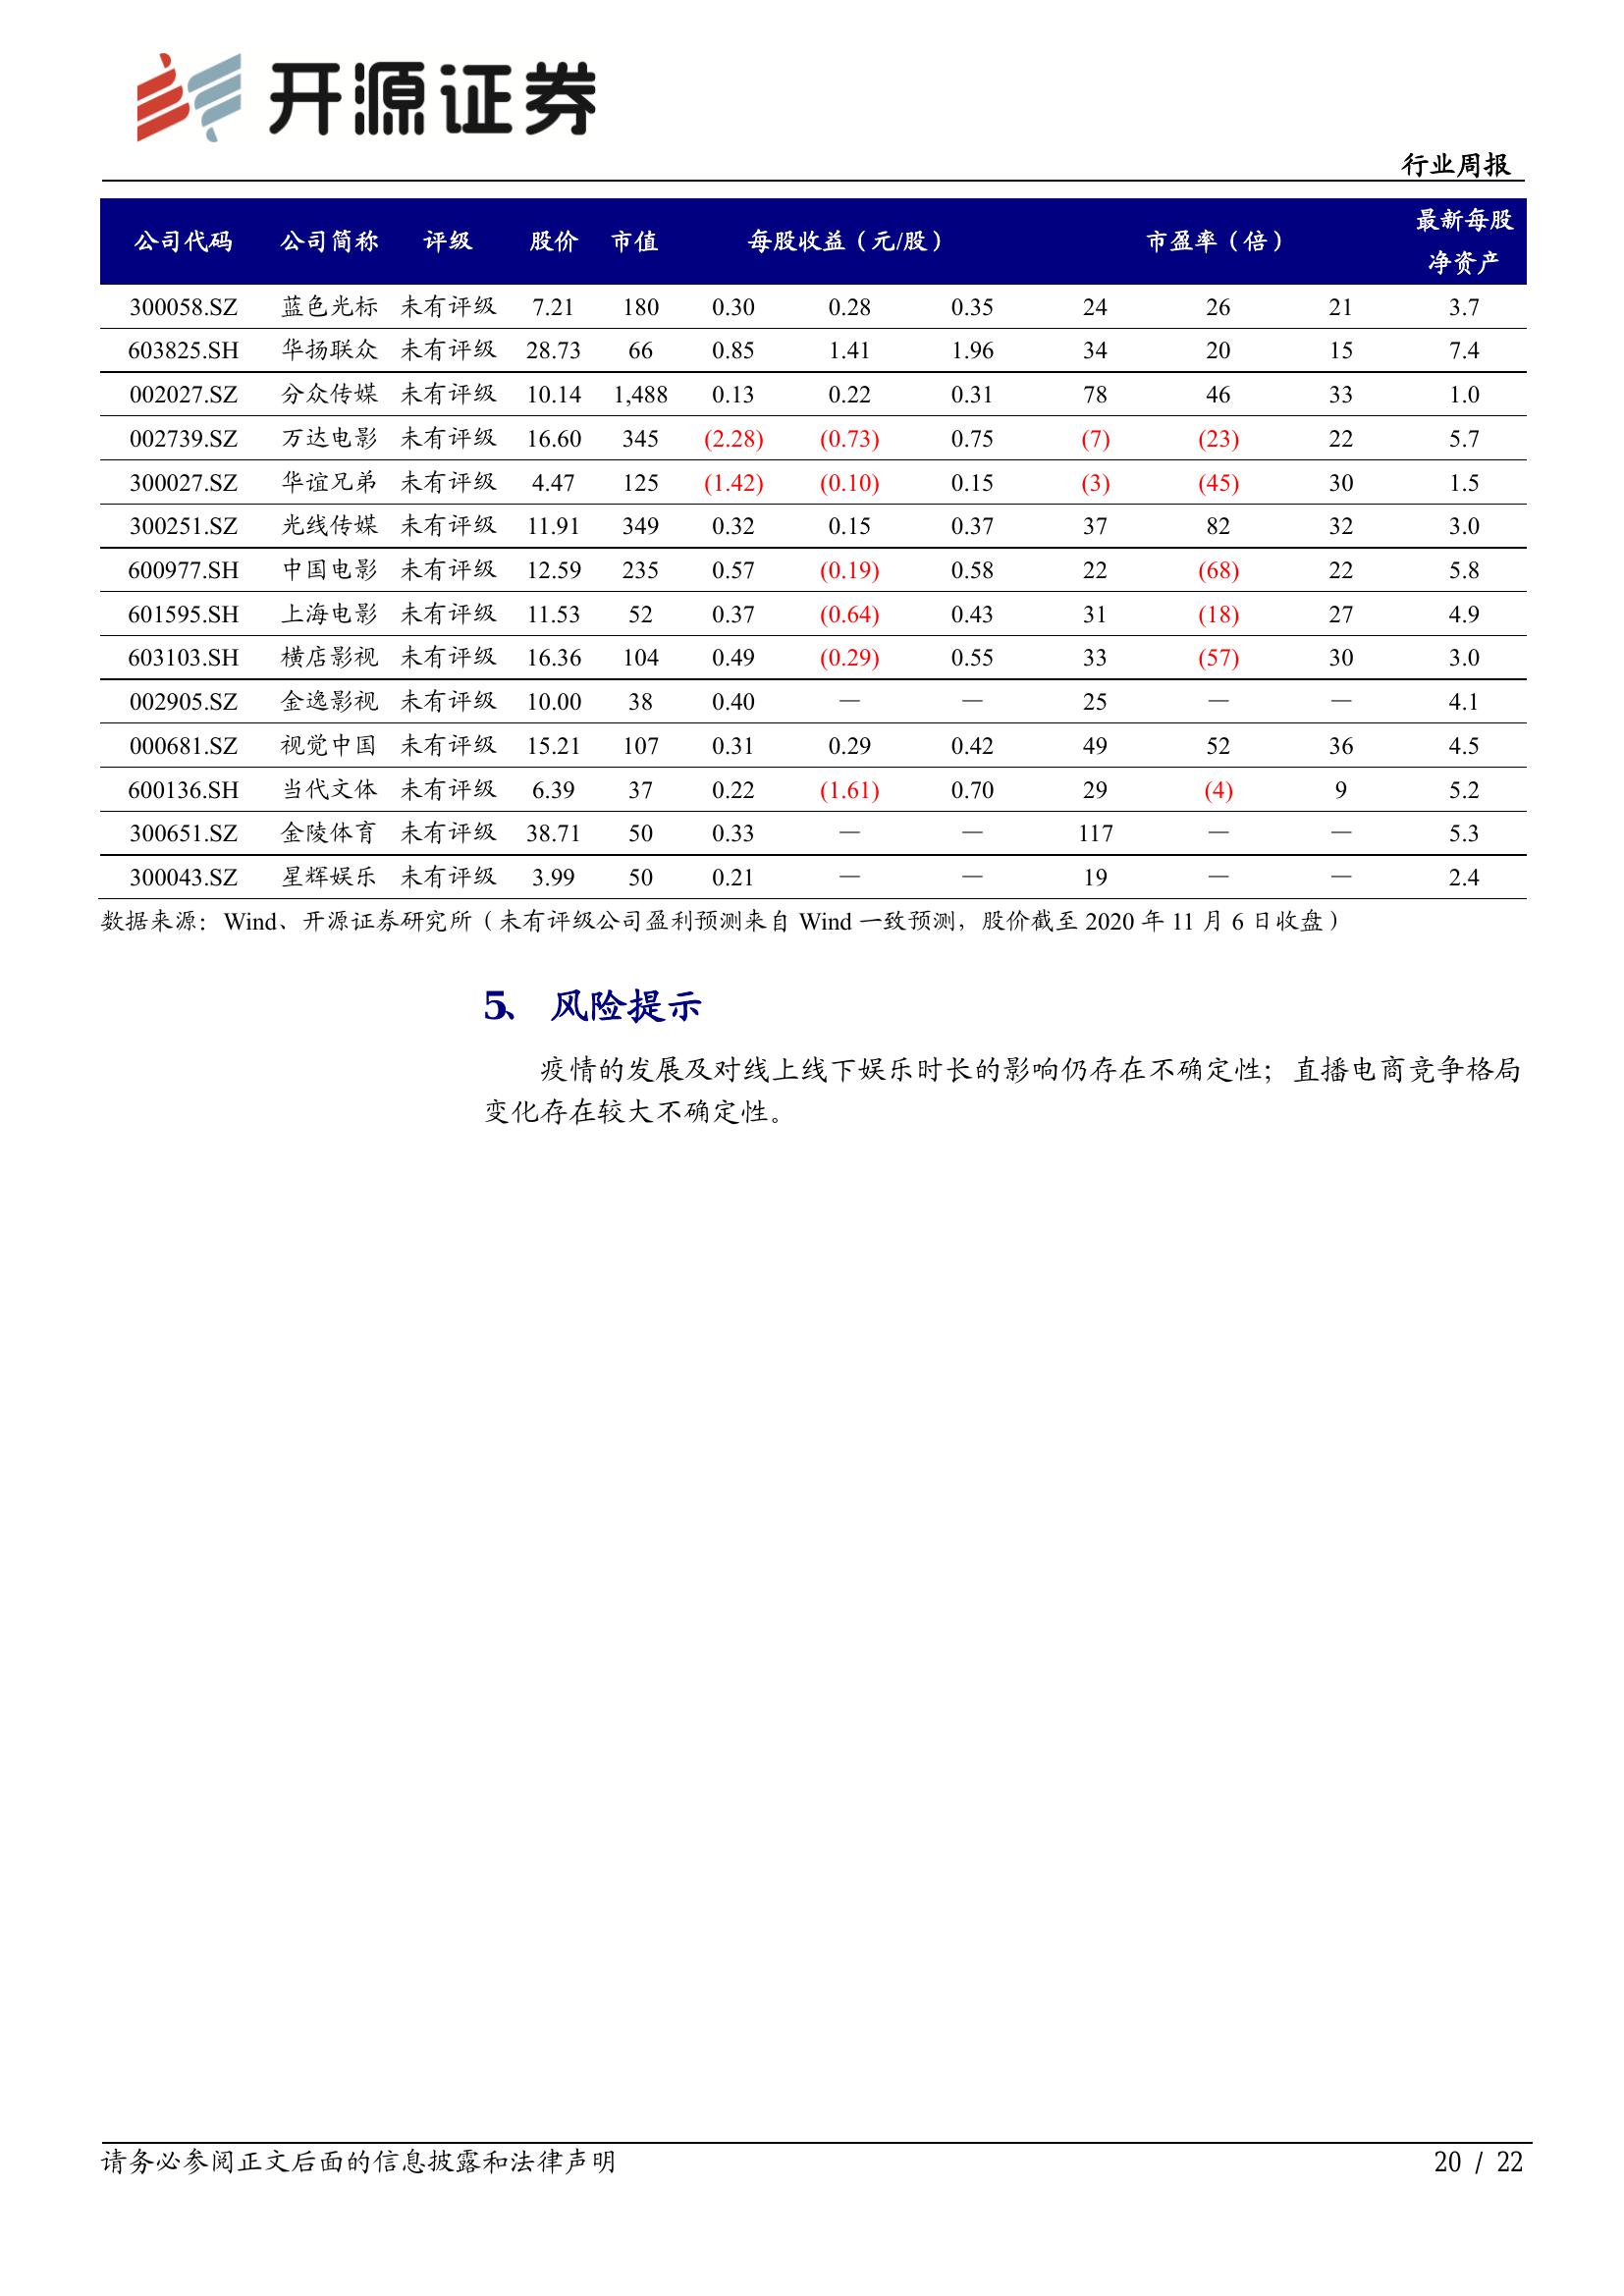 开源证券
行业周报
公司代码 公司简称 评级 股价 市值 每股收益（元/股） 市盈率（倍） 最新每股
净资产
300058.SZ 蓝色光标 未有评级 7.21 180 0.30 0.28 0.35 24 26 21 3.7
603825.SH 华扬联众 未有评级 28.73 66 0.85 1.41 1.96 34 20 15 7.4
002027.SZ 分众传媒 未有评级 10.14 1,488 0.13 0.22 0.31 78 46 33 1.0
002739.SZ 万达电影 未有评级 16.60 345 (2.28) (0.73) 0.75 (7) (23) 22 5.7
300027.SZ 华谊兄弟 未有评级 4.47 125 (1.42) (0.10) 0.15 (3) (45) 30 1.5
300251.SZ 光线传媒 未有评级 11.91 349 0.32 0.15 0.37 37 82 32 3.0
600977.SH 中国电影 未有评级 12.59 235 0.57 (0.19) 0.58 22 (68) 22 5.8
601595.SH 上海电影 未有评级 11.53 52 0.37 (0.64) 0.43 31 (18) 27 4.9
603103.SH 横店影视 未有评级 16.36 104 0.49 (0.29) 0.55 33 (57) 30 3.0
002905.SZ 金逸影视 未有评级 10.00 38 0.40 — — 25 — — 4.1
000681.SZ 视觉中国 未有评级 15.21 107 0.31 0.29 0.42 49 52 36 4.5
600136.SH 当代文体 未有评级 6.39 37 0.22 (1.61) 0.70 29 (4) 9 5.2
300651.SZ 金陵体育 未有评级 38.71 50 0.33 — — 117 — — 5.3
300043.SZ 星辉娱乐 未有评级 3.99 50 0.21 — — 19 — — 2.4
数据来源：Wind、开源证券研究所（未有评级公司盈利预测来自 Wind 一致预测，股价截至 2020 年 11 月 6 日收盘）
5、 风险提示
疫情的发展及对线上线下娱乐时长的影响仍存在不确定性；直播电商竞争格局
变化存在较大不确定性。
请务必参阅正文后面的信息披露和法律声明 20 / 22